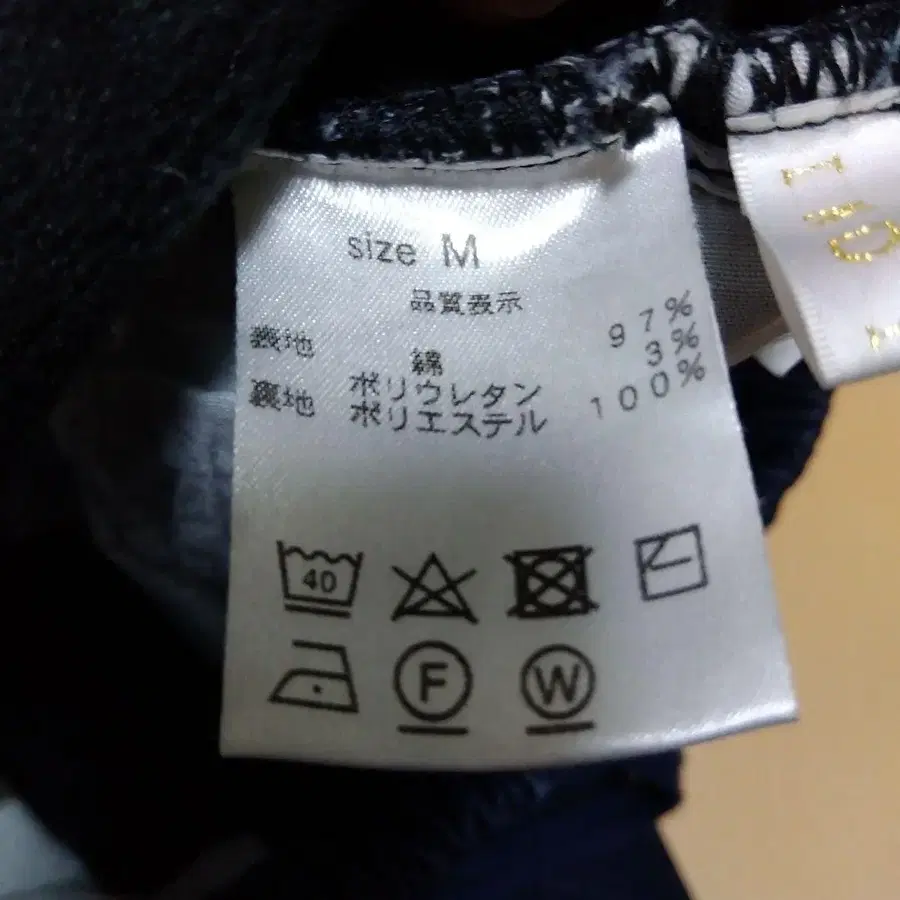 size M
品質表示
表地 綿 97%
ポリウレタン 3%
裏地 ポリエステル 100%
40
F
W